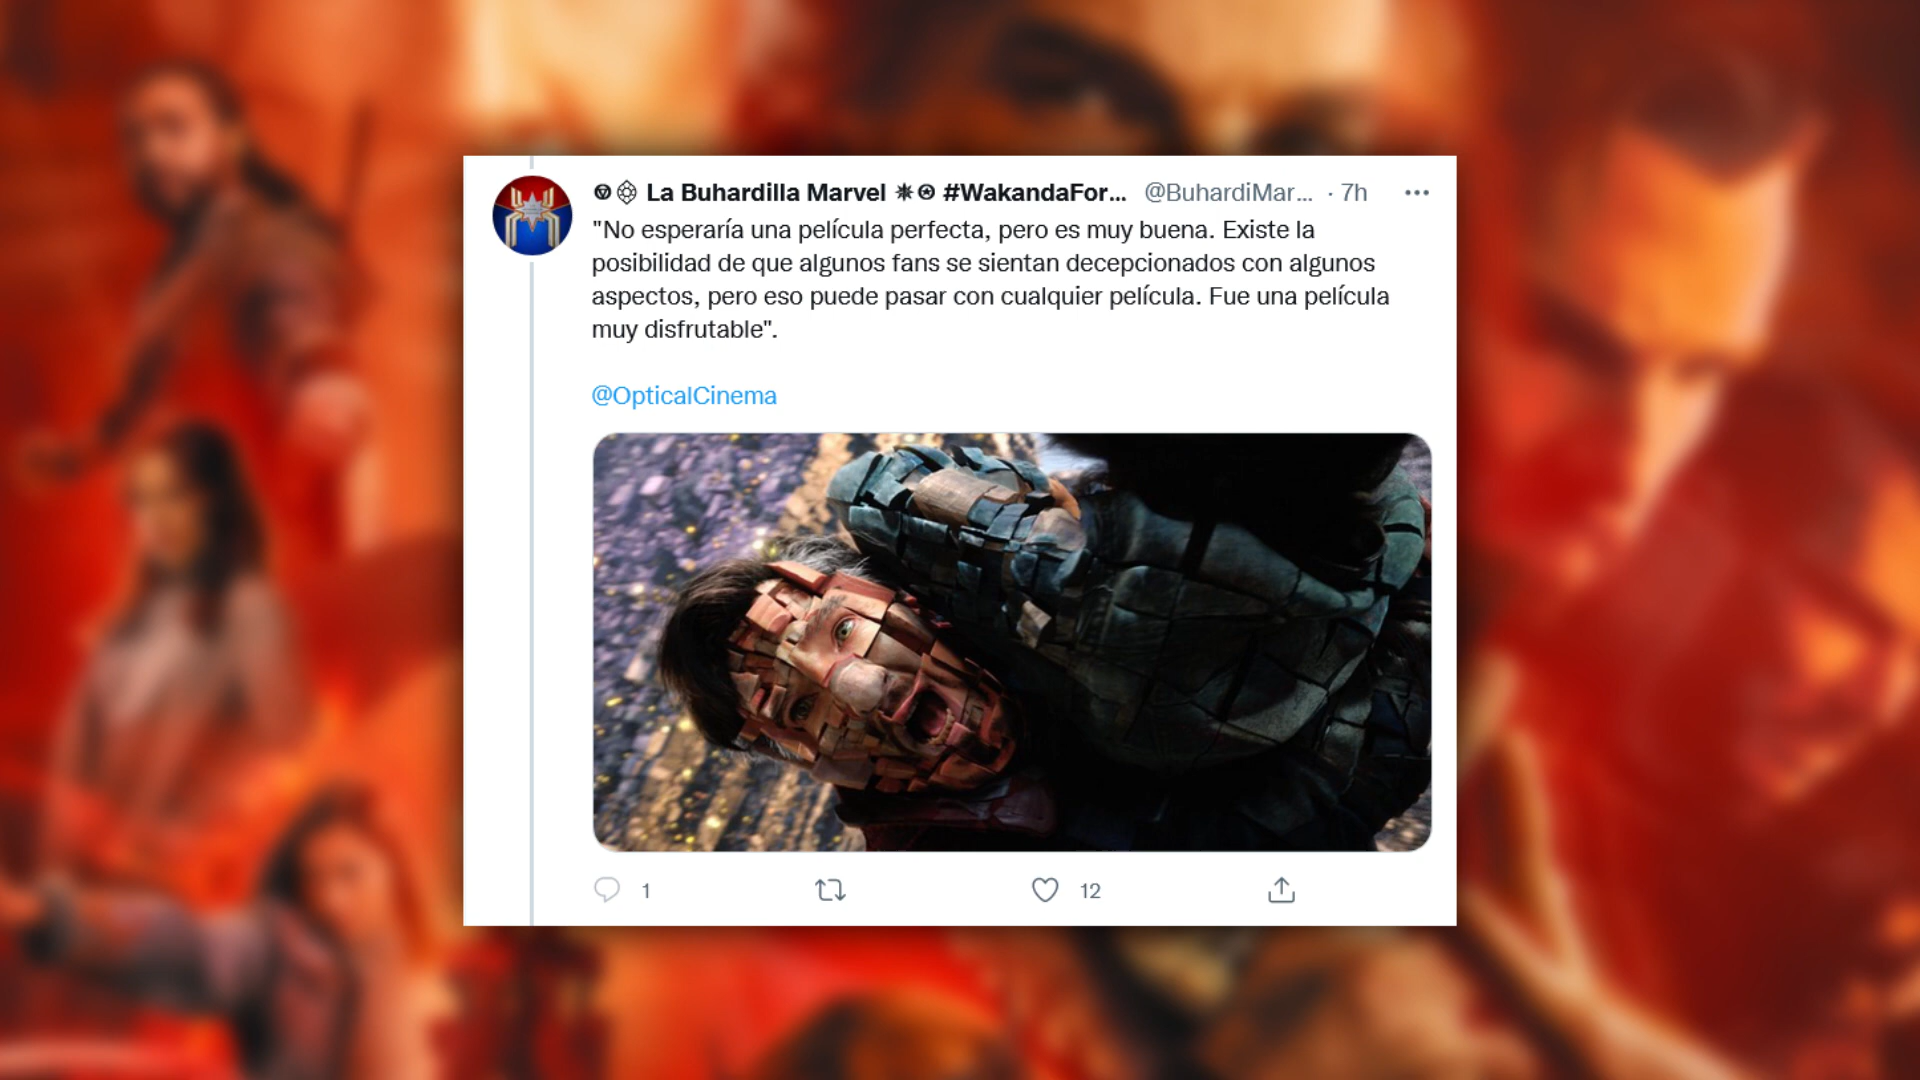 La Buhardilla Marvel #WakandaFor... @BuhardiMar... · 7h
"No esperaría una película perfecta, pero es muy buena. Existe la
posibilidad de que algunos fans se sientan decepcionados con algunos
aspectos, pero eso puede pasar con cualquier película. Fue una película
muy disfrutable".
@OpticalCinema
1 12